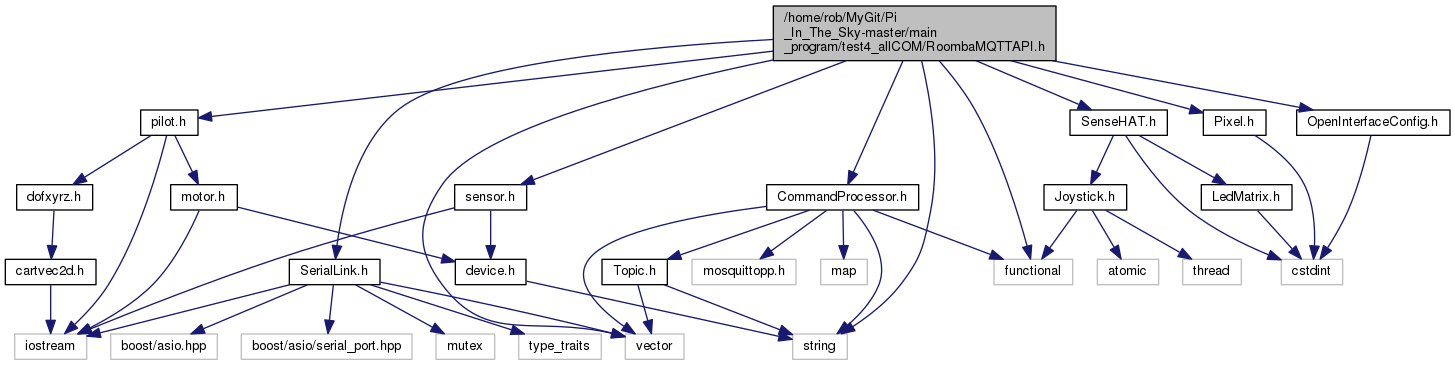 /home/rob/MyGit/Pi
_In_The_Sky-master/main
_program/test4_allCOM/RoombaMQTTAPI.h
pilot.h
SenseHAT.h
Pixel.h
OpenInterfaceConfig.h
dofxyrz.h
motor.h
sensor.h
CommandProcessor.h
Joystick.h
LedMatrix.h
cartvec2d.h
SerialLink.h
device.h
Topic.h
mosquittopp.h
map
functional
atomic
thread
cstdint
iostream
boost/asio.hpp
boost/asio/serial_port.hpp
mutex
type_traits
vector
string